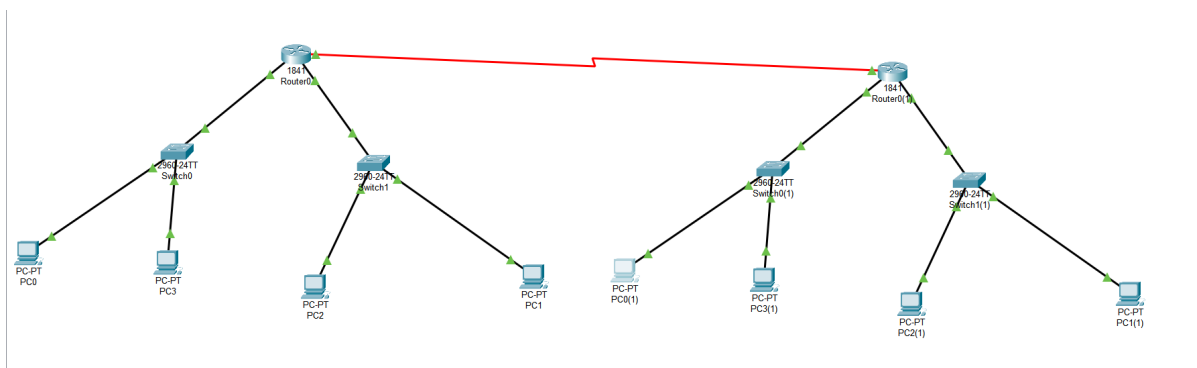 1841
Router0
1841
Router0(1)
2960-24TT
Switch0
2960-24TT
Switch1
2960-24TT
Switch0(1)
2960-24TT
Switch1(1)
PC-PT
PC0
PC-PT
PC3
PC-PT
PC2
PC-PT
PC1
PC-PT
PC0(1)
PC-PT
PC3(1)
PC-PT
PC2(1)
PC-PT
PC1(1)